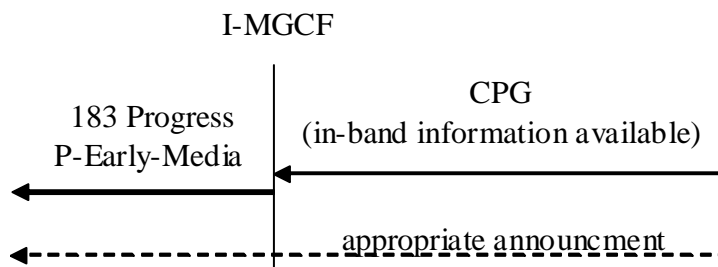 I-MGCF
183 Progress
P-Early-Media
CPG
(in-band information available)
appropriate announcment